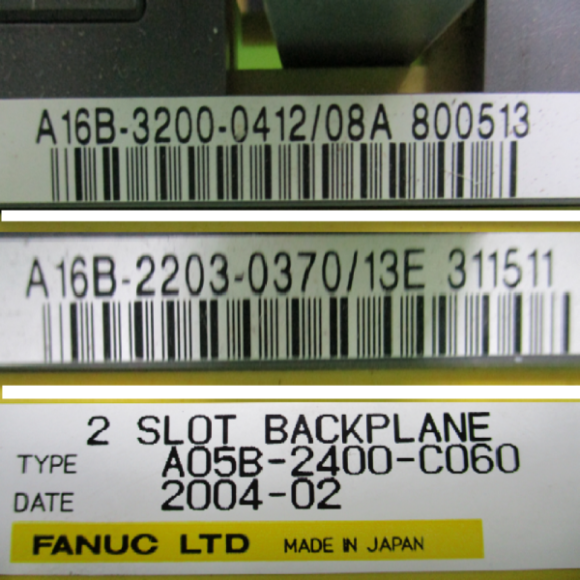 A16B-3200-0412/08A 800513
A16B-2203-0370/13E 311511
2 SLOT BACKPLANE
TYPE A05B-2400-C060
DATE 2004-02
FANUC LTD MADE IN JAPAN